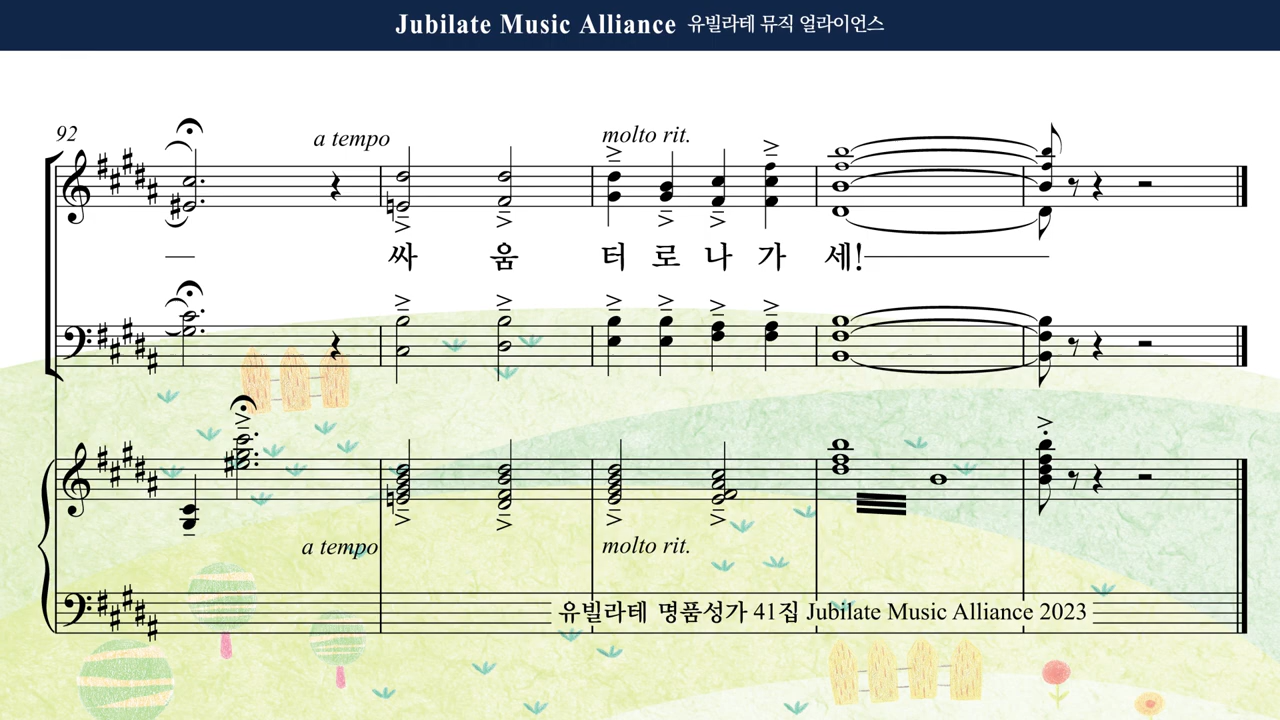 Jubilate Music Alliance 유빌라테 뮤직 얼라이언스
92
a tempo
molto rit.
싸 움 터 로 나 가 세!
a tempo
molto rit.
유빌라테 명품성가 41집 Jubilate Music Alliance 2023